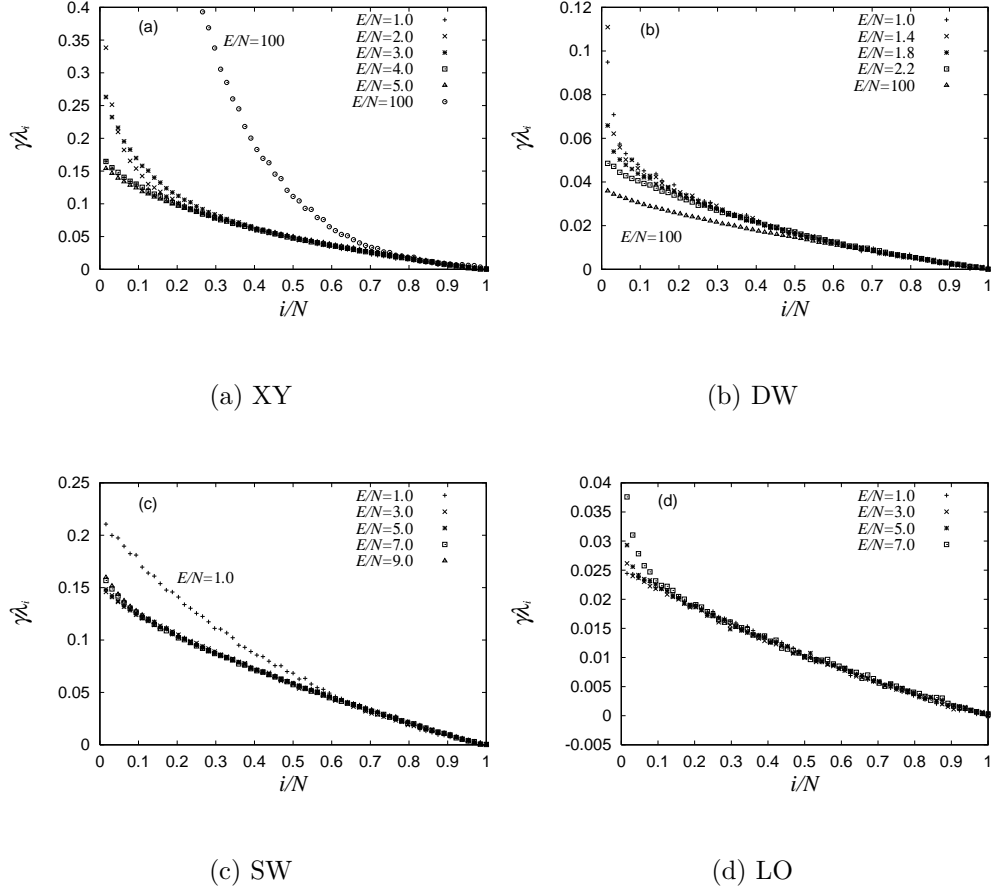 (a)
E/N=100
E/N=1.0
E/N=2.0
E/N=3.0
E/N=4.0
E/N=5.0
E/N=100
0.4
0.35
0.3
0.25
0.2
0.15
0.1
0.05
0
γλi
0 0.1 0.2 0.3 0.4 0.5 0.6 0.7 0.8 0.9 1
i/N
(a) XY
(b)
E/N=1.0
E/N=1.4
E/N=1.8
E/N=2.2
E/N=100
0.12
0.1
0.08
0.06
0.04
0.02
0
γλi
E/N=100
0 0.1 0.2 0.3 0.4 0.5 0.6 0.7 0.8 0.9 1
i/N
(b) DW
(c)
E/N=1.0
E/N=3.0
E/N=5.0
E/N=7.0
E/N=9.0
0.25
0.2
0.15
0.1
0.05
0
γλi
E/N=1.0
0 0.1 0.2 0.3 0.4 0.5 0.6 0.7 0.8 0.9 1
i/N
(c) SW
(d)
E/N=1.0
E/N=3.0
E/N=5.0
E/N=7.0
0.04
0.035
0.03
0.025
0.02
0.015
0.01
0.005
0
-0.005
γλi
0 0.1 0.2 0.3 0.4 0.5 0.6 0.7 0.8 0.9 1
i/N
(d) LO